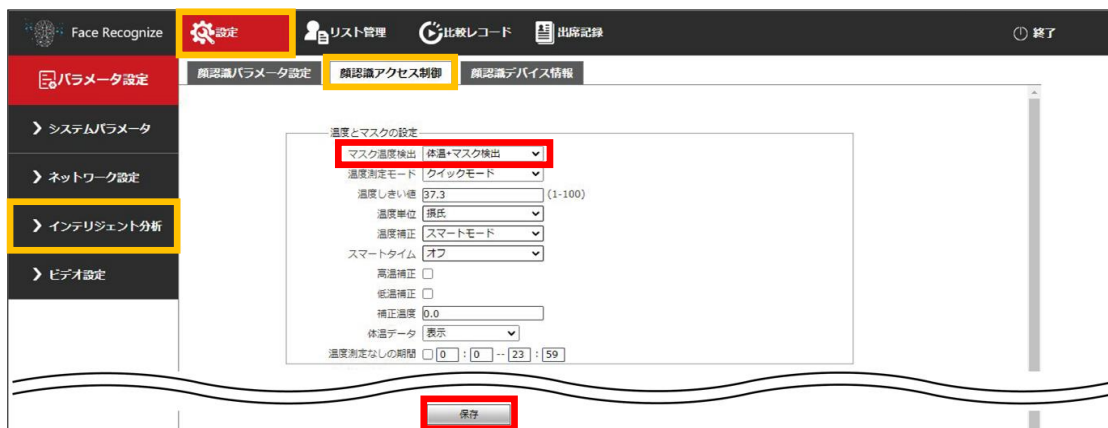 Face Recognize
設定
リスト管理
比較レコード
出席記録
終了
パラメータ設定
システムパラメータ
ネットワーク設定
インテリジェント分析
ビデオ設定
顔認識パラメータ設定
顔認識アクセス制御
顔認識デバイス情報
温度とマスクの設定
マスク温度検出 体温+マスク検出
温度測定モード クイックモード
温度しきい値 37.3 (1-100)
温度単位 摂氏
温度補正 スマートモード
スマートタイム オフ
高温補正
低温補正
補正温度 0.0
体温データ 表示
温度測定なしの期間 0 : 0 -- 23 : 59
保存